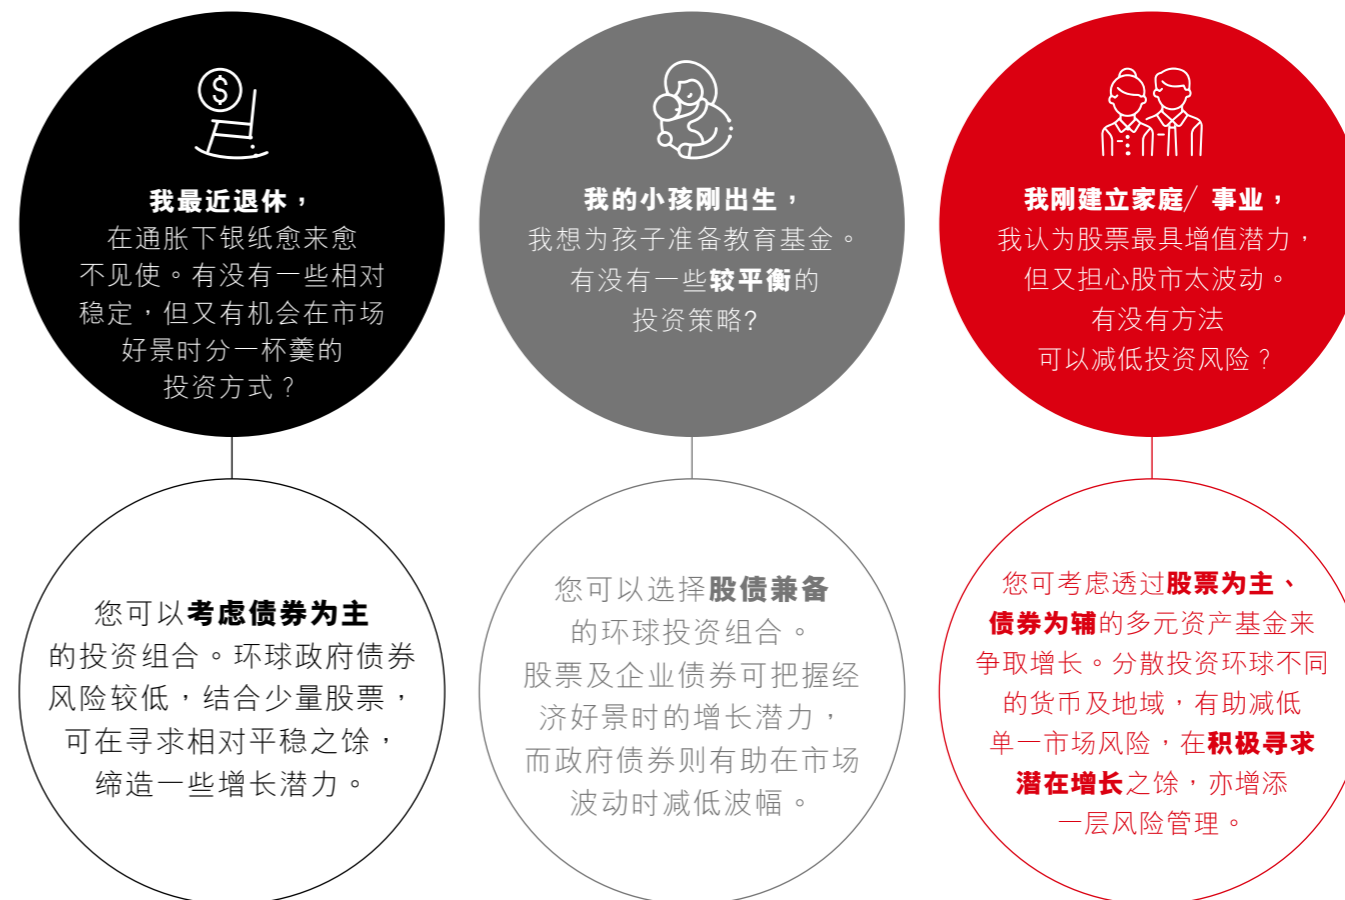 我最近退休，
在通胀下银纸愈来愈
不见使。有没有一些相对
稳定，但又有机会在市场
好景时分一杯羹的
投资方式？
我的小孩刚出生，
我想为孩子准备教育基金。
有没有一些较平衡的
投资策略?
我刚建立家庭/ 事业，
我认为股票最具增值潜力，
但又担心股市太波动。
有没有方法
可以减低投资风险？
您可以考虑债券为主
的投资组合。环球政府债券
风险较低，结合少量股票，
可在寻求相对平稳之馀，
缔造一些增长潜力。
您可以选择股债兼备
的环球投资组合。
股票及企业债券可把握经
济好景时的增长潜力，
而政府债券则有助在市场
波动时减低波幅。
您可考虑透过股票为主、
债券为辅的多元资产基金来
争取增长。分散投资环球不同
的货币及地域，有助减低
单一市场风险，在积极寻求
潜在增长之馀，亦增添
一层风险管理。